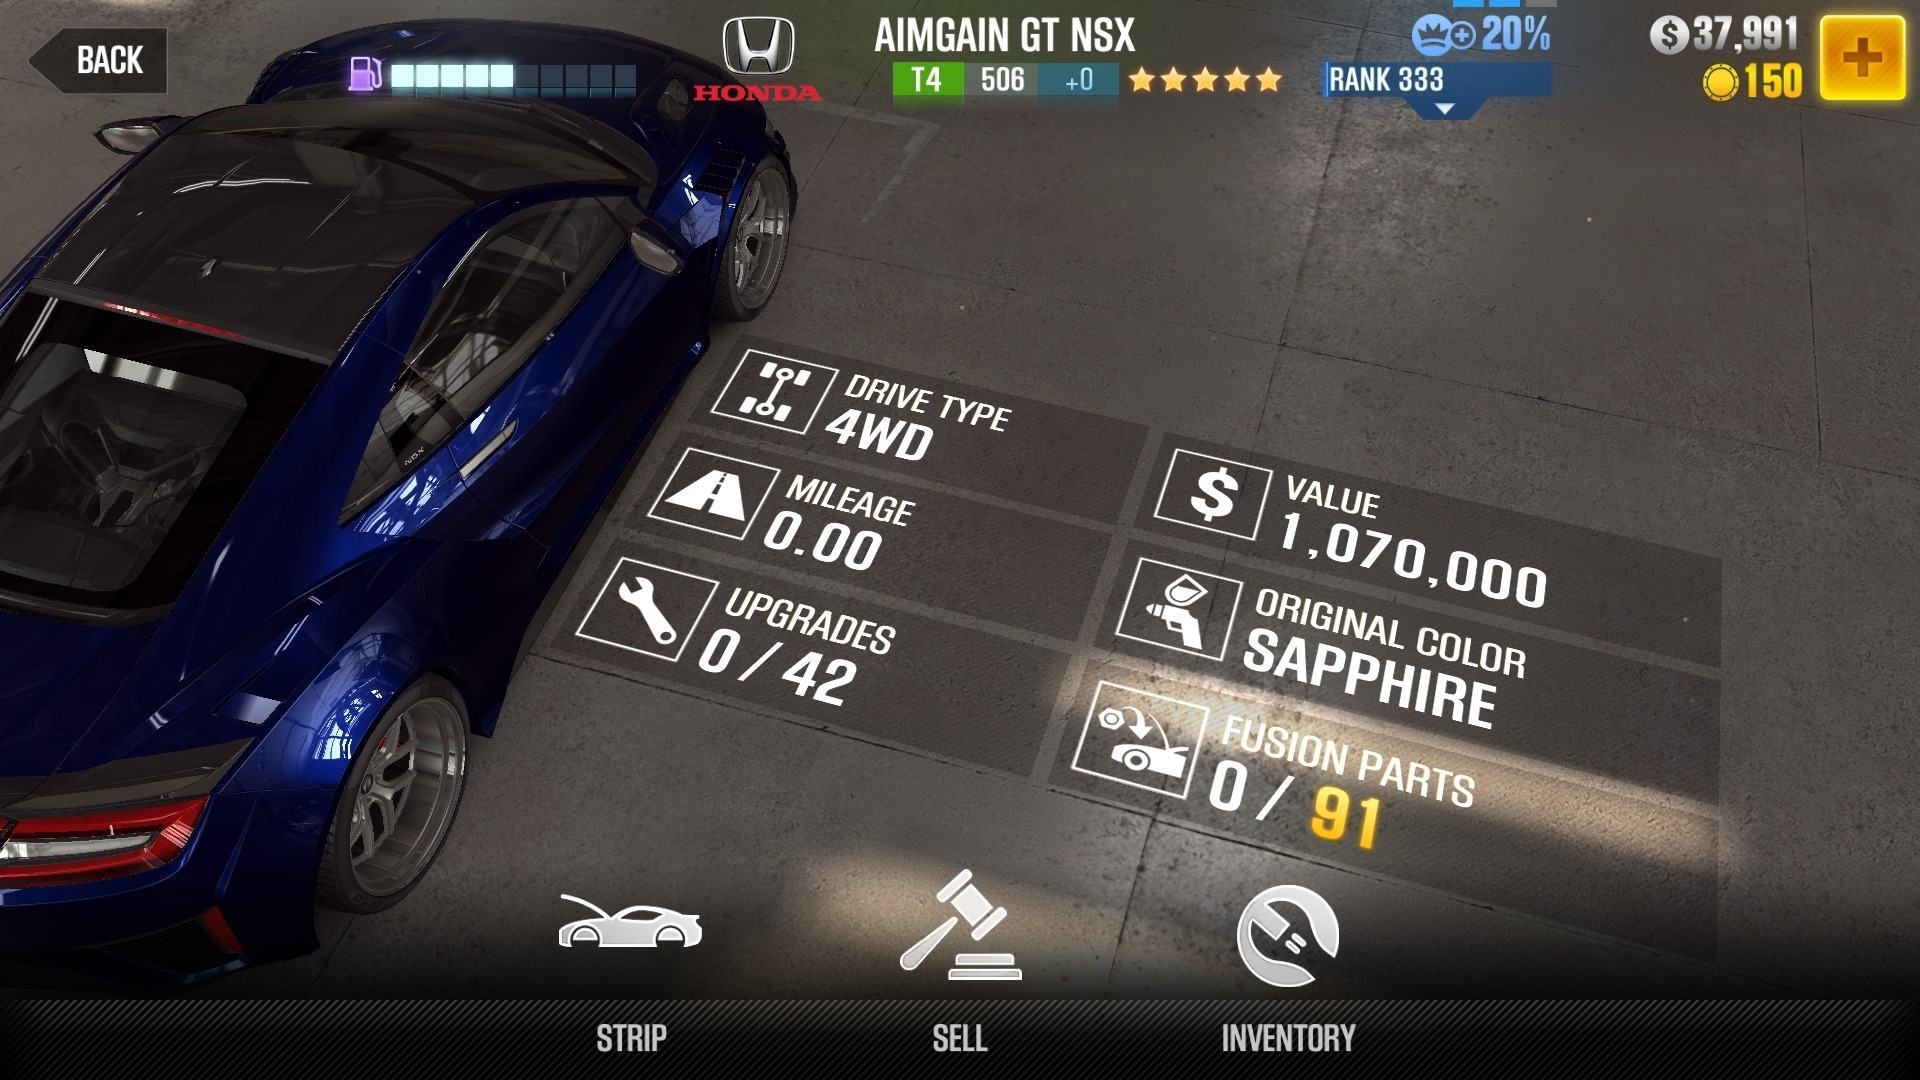 BACK
HONDA
AIMGAIN GT NSX
T4 506 +0
20%
RANK 333
$ 37,991
150
DRIVE TYPE
4WD
MILEAGE
0.00
UPGRADES
0/42
VALUE
1,070,000
ORIGINAL COLOR
SAPPHIRE
FUSION PARTS
0/ 91
STRIP
SELL
INVENTORY